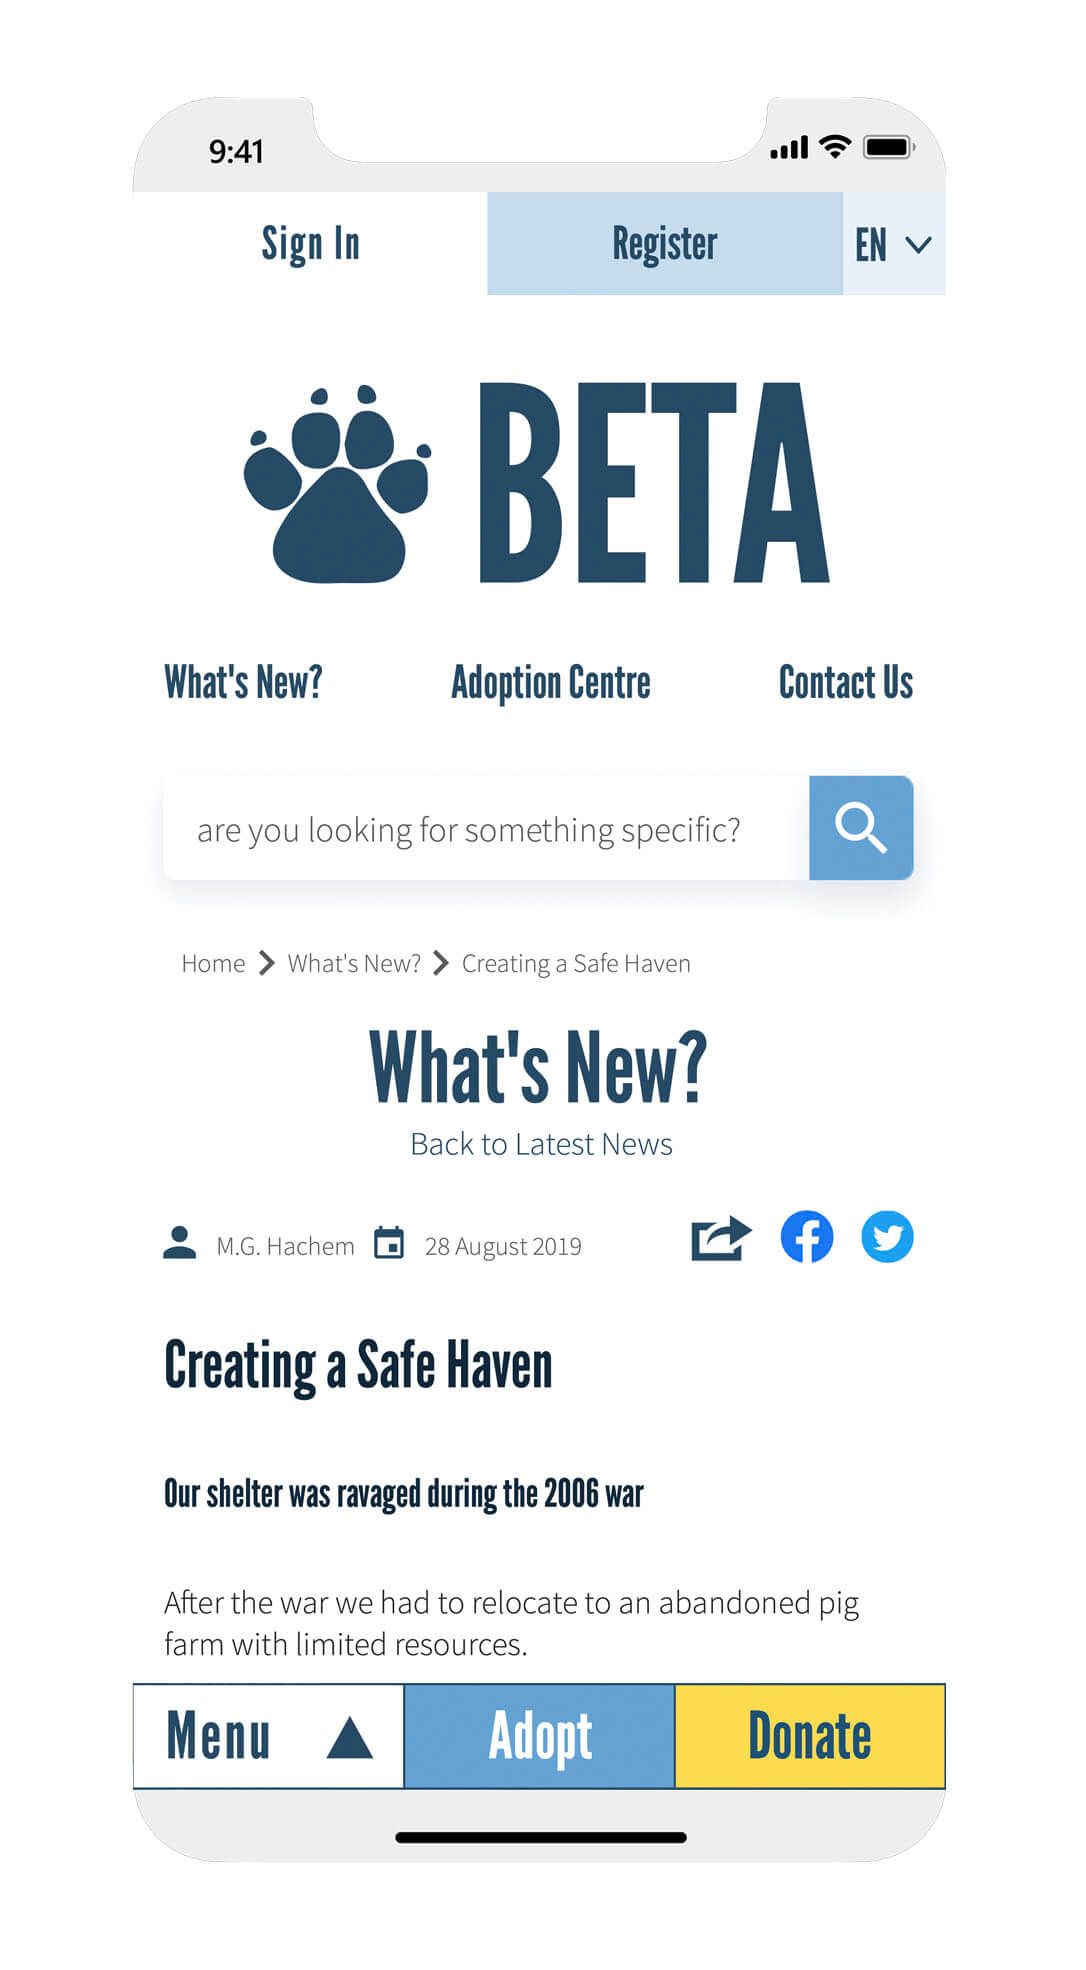 9:41
Sign In
Register
EN
BETA
What's New?
Adoption Centre
Contact Us
are you looking for something specific?
Home
What's New?
Creating a Safe Haven
What's New?
Back to Latest News
M.G. Hachem
28 August 2019
Creating a Safe Haven
Our shelter was ravaged during the 2006 war
After the war we had to relocate to an abandoned pig
farm with limited resources.
Menu
Adopt
Donate